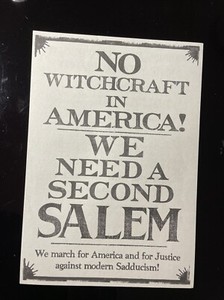 NO
WITCHCRAFT
IN
AMERICA!
WE
NEED A
SECOND
SALEM
We march for America and for Justice
against modern Sadducism!